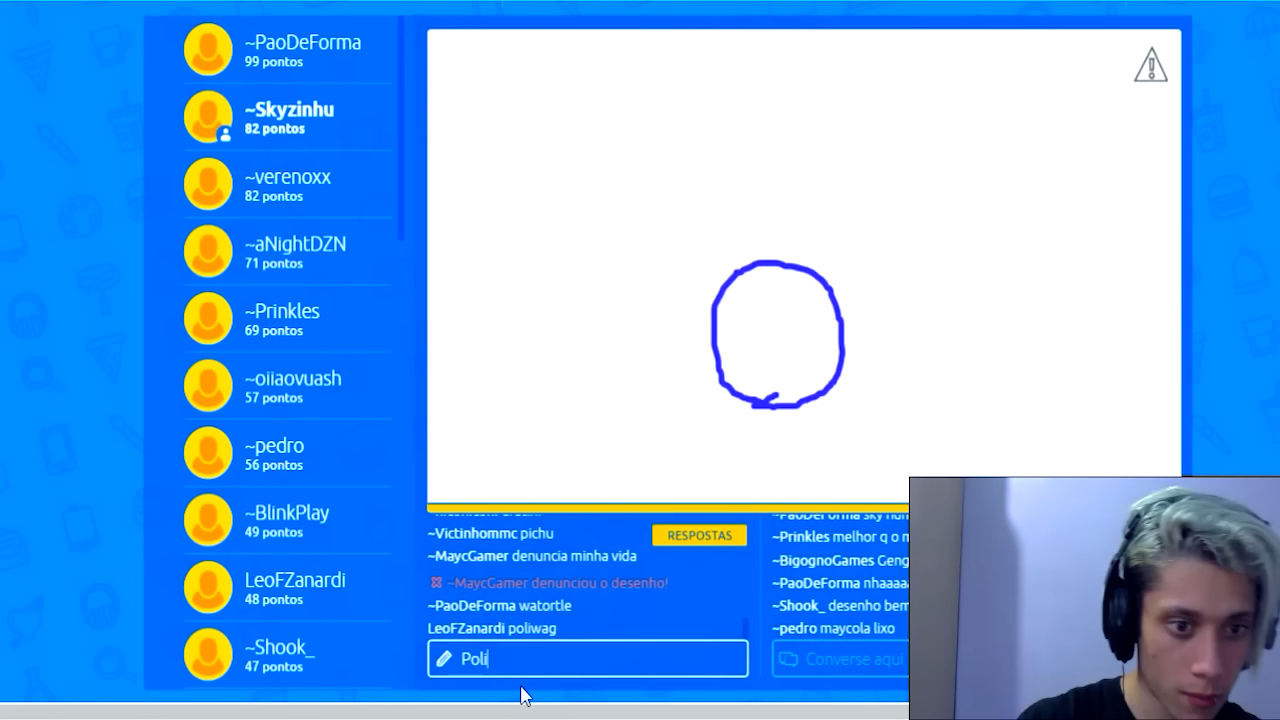 ~PaoDeForma
99 pontos
~Skyzinhu
82 pontos
~verenoxx
82 pontos
~aNightDZN
71 pontos
~Prinkles
69 pontos
~oiiaovuash
57 pontos
~pedro
56 pontos
~BlinkPlay
49 pontos
LeoFZanardi
48 pontos
~Shook_
47 pontos
~Victinhommc pichu
RESPOSTAS
~MaycGamer denuncia minha vida
~MaycGamer denunciou o desenho!
~PaoDeForma watortle
LeoFZanardi poliwag
Poli
~PaoDeForma sky
~Prinkles melhor q o
~BigognoGames Geng
~PaoDeForma nhaaaa
~Shook_ desenho bem
~pedro maycola lixo
Converse aqui